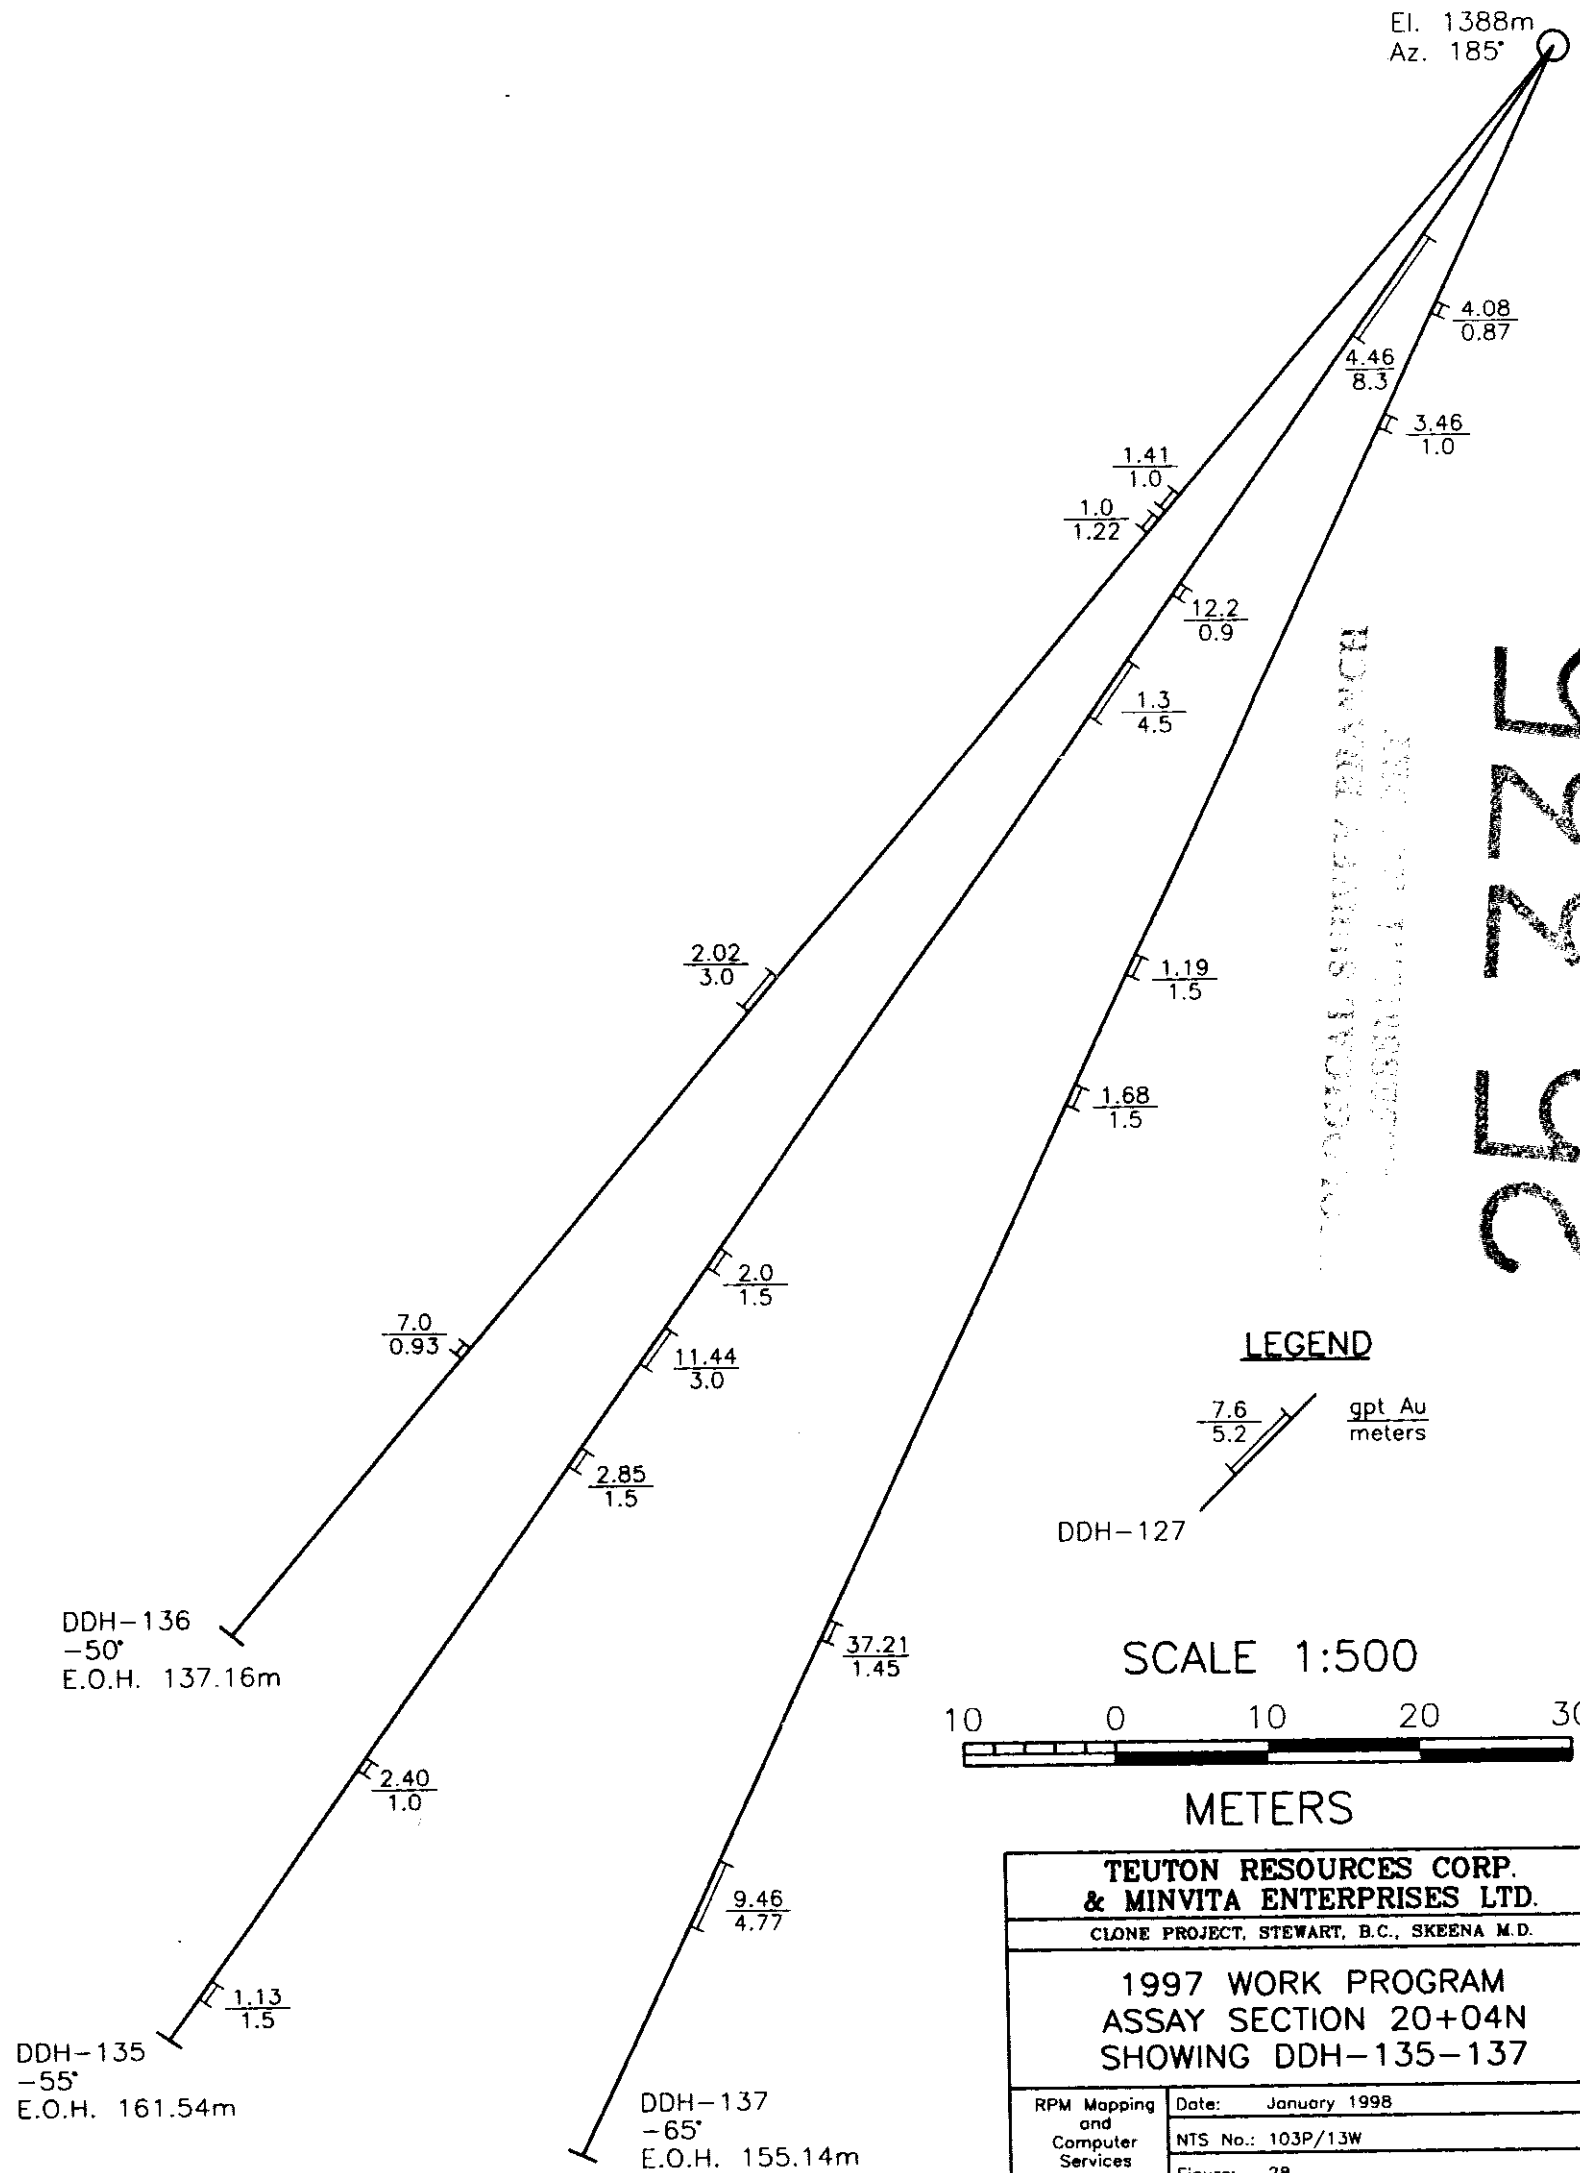 El. 1388m
Az. 185°
4.08
0.87
4.46
8.3
3.46
1.0
1.41
1.0
1.0
1.22
12.2
0.9
1.3
4.5
2.02
3.0
1.19
1.5
1.68
1.5
2.0
1.5
7.0
0.93
11.44
3.0
2.85
1.5
37.21
1.45
2.40
1.0
9.46
4.77
1.13
1.5
SURVEY BRANCH
25 335
LEGEND
7.6
5.2
gpt Au
meters
DDH-127
DDH-136
-50°
E.O.H. 137.16m
DDH-135
-55°
E.O.H. 161.54m
DDH-137
-65°
E.O.H. 155.14m
SCALE 1:500
10 0 10 20 30
METERS
TEUTON RESOURCES CORP.
& MINVITA ENTERPRISES LTD.
CLONE PROJECT, STEWART, B.C., SKEENA M.D.
1997 WORK PROGRAM
ASSAY SECTION 20+04N
SHOWING DDH-135-137
RPM Mapping
and
Computer
Services
Date: January 1998
NTS No.: 103P/13W
Figure: 28